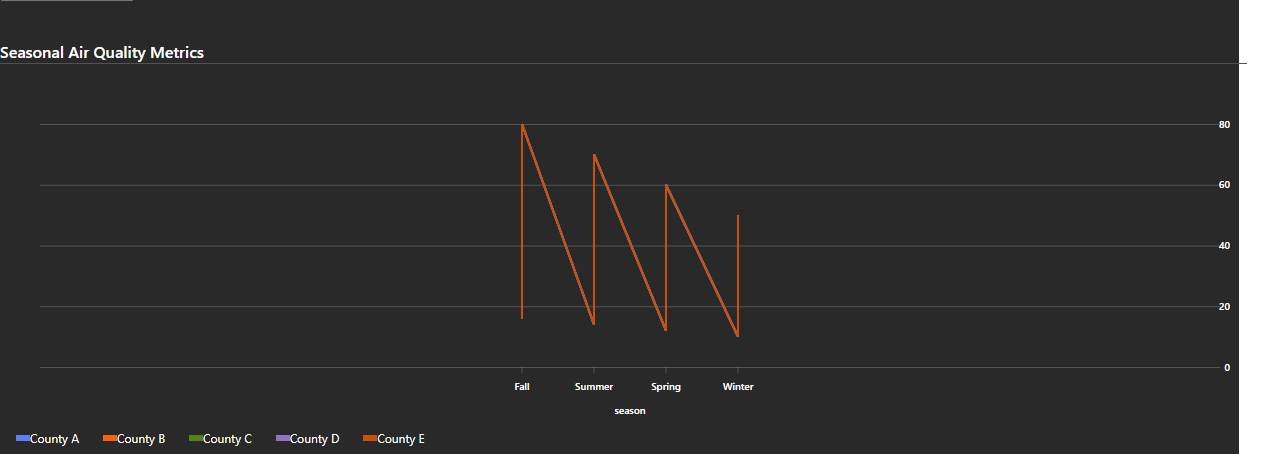 Seasonal Air Quality Metrics
80
60
40
20
0
Fall Summer Spring Winter
season
County A County B County C County D County E